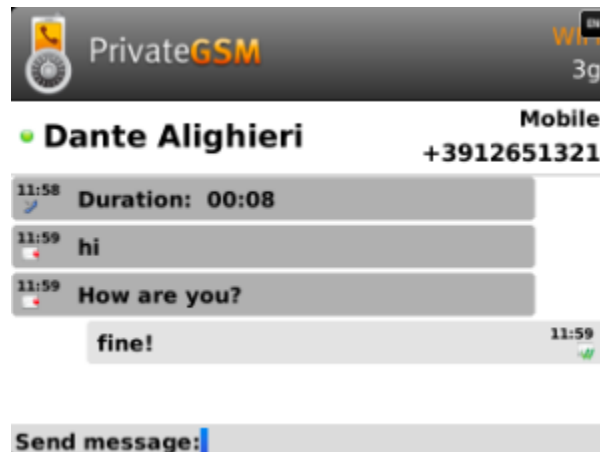 PrivateGSM
EN
3g
Dante Alighieri
Mobile
+3912651321
11:58
Duration: 00:08
11:59
hi
11:59
How are you?
fine!
11:59
Send message: